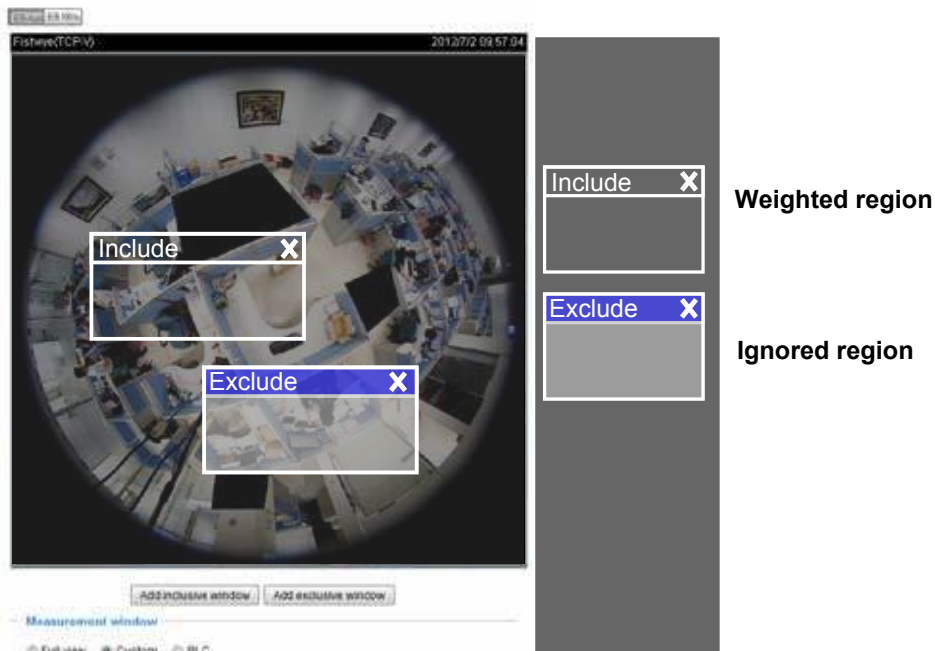 Fisheye(TCP-V)
2012/7/2 09:57:04
Include
Exclude
Include
Weighted region
Exclude
Ignored region
Add inclusive window
Add exclusive window
Measurement window
Full view
Custom
BLC